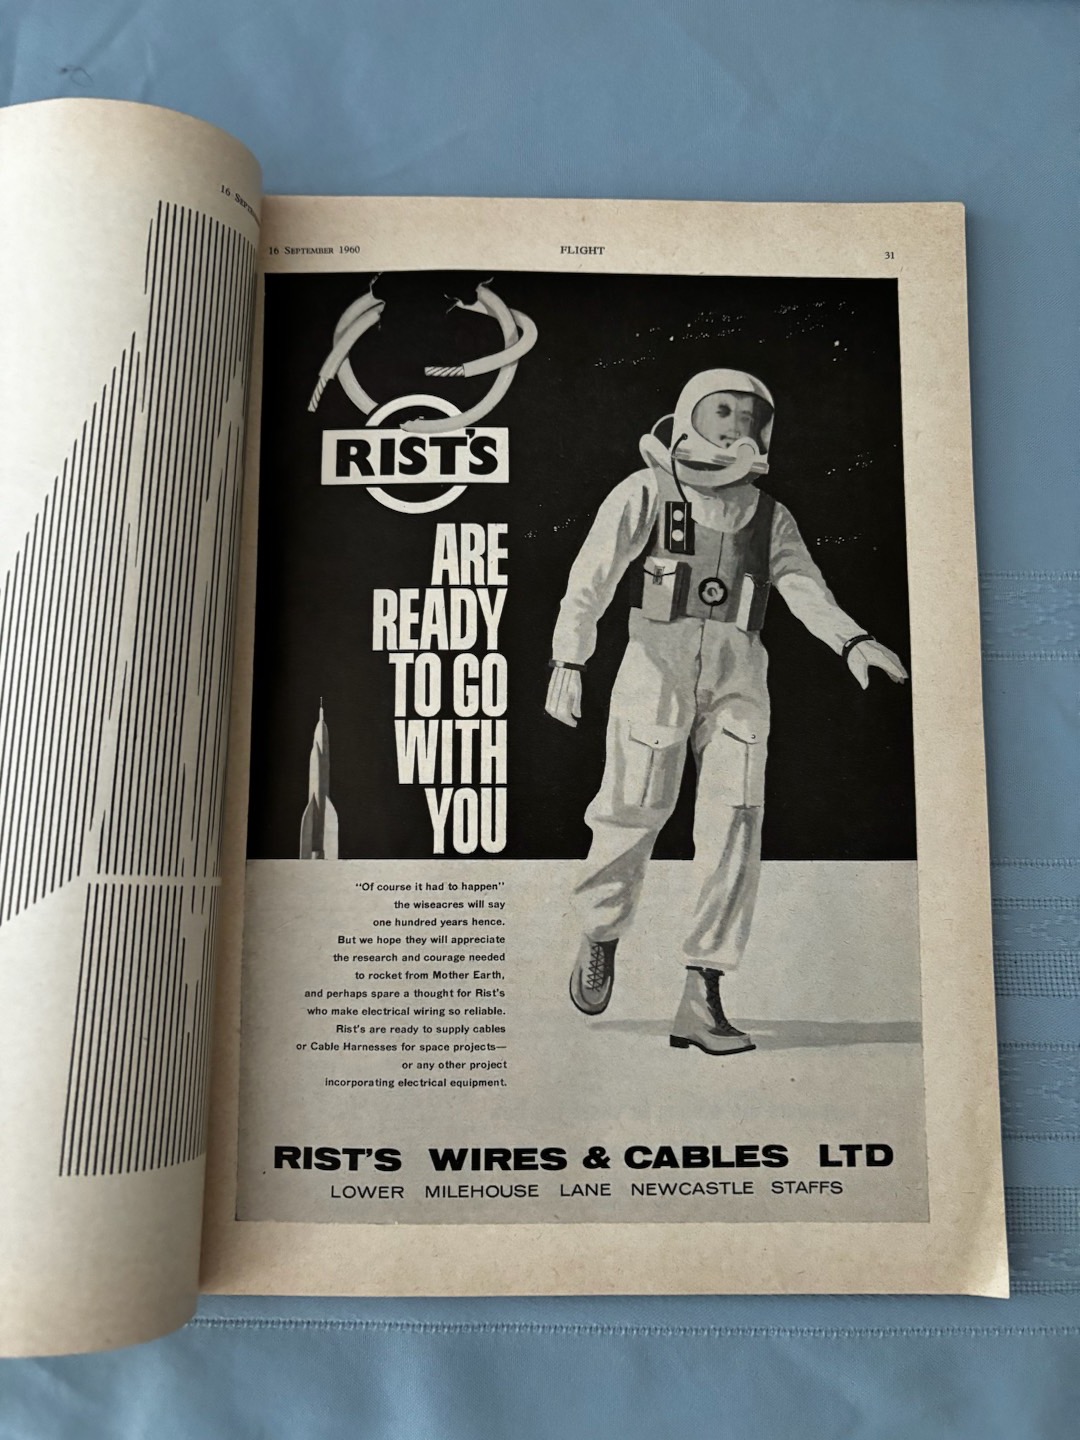 16 SEPTEM
16 SEPTEMBER 1960
FLIGHT
31
RIST'S
ARE
READY
TO GO
WITH
YOU
"Of course it had to happen"
the wiseacres will say
one hundred years hence.
But we hope they will appreciate
the research and courage needed
to rocket from Mother Earth,
and perhaps spare a thought for Rist's
who make electrical wiring so reliable.
Rist's are ready to supply cables
or Cable Harnesses for space projects—
or any other project
incorporating electrical equipment.
RIST'S WIRES & CABLES LTD
LOWER MILEHOUSE LANE NEWCASTLE STAFFS